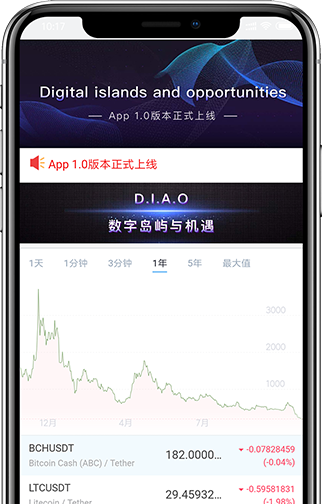 Digital islands and opportunities
App 1.0版本正式上线
App 1.0版本正式上线
D.I.A.O
数字岛屿与机遇
1天 1分钟 3分钟 1年 5年 最大值
3000
2000
1000
12月 4月 7月
BCHUSDT 182.0000... -0.07828459
Bitcoin Cash (ABC) / Tether (-0.04%)
LTCUSDT 29.45932... -0.59581831
Litecoin / Tether (-1.98%)